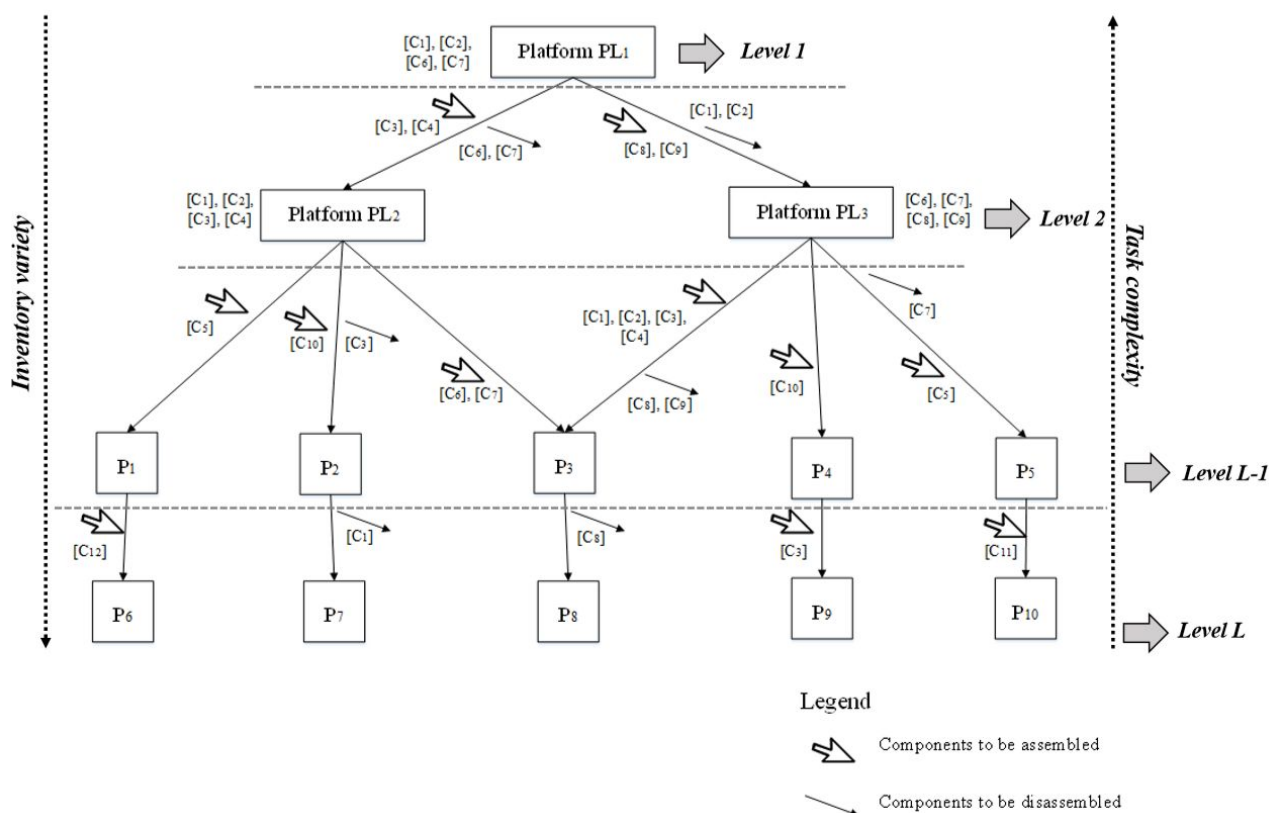 [C1], [C2],
[C6], [C7]
Platform PL1
Level 1
[C3], [C4]
[C6], [C7]
[C8], [C9]
[C1], [C2]
[C1], [C2],
[C3], [C4]
Platform PL2
Platform PL3
[C6], [C7],
[C8], [C9]
Level 2
Inventory variety
Task complexity
[C5]
[C10]
[C3]
[C6], [C7]
[C1], [C2], [C3],
[C4]
[C8], [C9]
[C10]
[C7]
[C5]
P1
P2
P3
P4
P5
Level L-1
[C12]
[C1]
[C8]
[C3]
[C11]
P6
P7
P8
P9
P10
Level L
Legend
Components to be assembled
Components to be disassembled